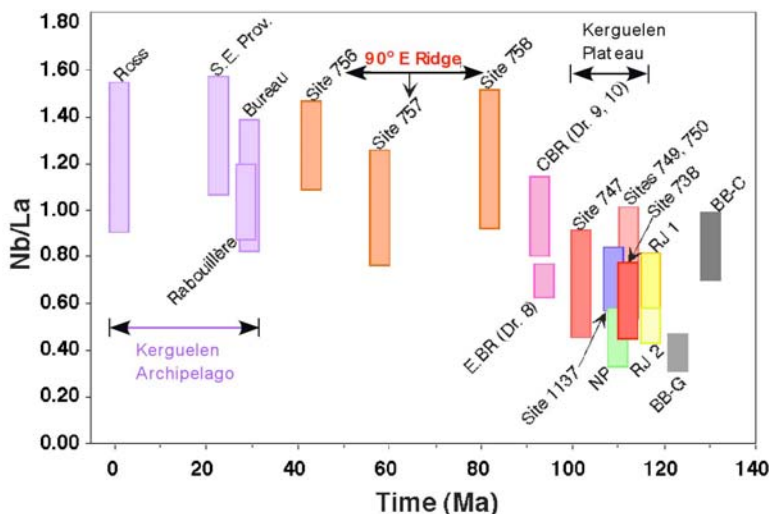 1.80
1.60
1.40
1.20
1.00
0.80
0.60
0.40
0.20
0.00
Nb/La
Ross
S.E. Prov.
Bureau
Rabouillère
Kerguelen
Archipelago
Site 756
90° E Ridge
Site 757
Site 758
Kerguelen
Plateau
CBR (Dr. 9, 10)
E.BR (Dr. 8)
Site 747
Sites 749, 750
Site 738
Site 1137
NP
RJ 1
RJ 2
BB-C
BB-G
0
20
40
60
80
100
120
140
Time (Ma)